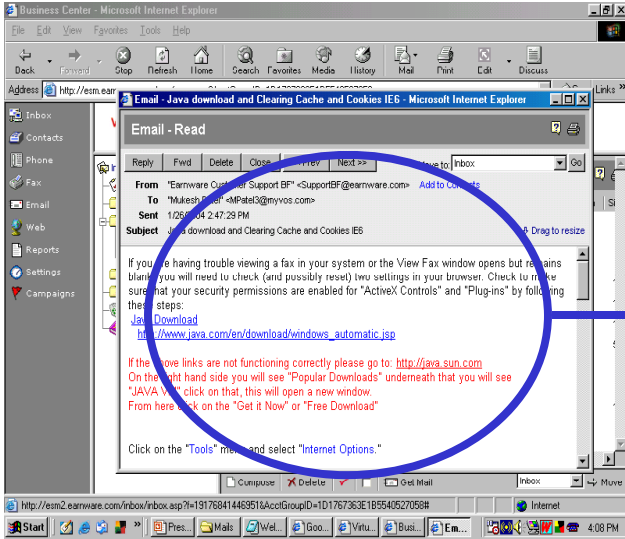 Business Center - Microsoft Internet Explorer
File Edit View Favorites Tools Help
Back Forward Stop Refresh Home Search Favorites Media History Mail Print Edit Discuss
Address http://esm.earn Links »
Email - Java download and Clearing Cache and Cookies IE6 - Microsoft Internet Explorer
Inbox
Contacts
Phone
Fax
Email
Web
Reports
Settings
Campaigns
Email - Read
Reply Fwd Delete Close Prev Next >> Move to: Inbox Go
From "Earnware Customer Support BF" <SupportBF@earnware.com> Add to Contacts
To "Mukesh Patel" <MPatel3@myvos.com>
Sent 1/26/2004 2:47:29 PM
Subject Java download and Clearing Cache and Cookies IE6 Drag to resize
If you are having trouble viewing a fax in your system or the View Fax window opens but remains
blank, you will need to check (and possibly reset) two settings in your browser. Check to make
sure that your security permissions are enabled for "ActiveX Controls" and "Plug-ins" by following
these steps:
Java Download
http://www.java.com/en/download/windows_automatic.jsp
If the above links are not functioning correctly please go to: http://java.sun.com
On the right hand side you will see "Popular Downloads" underneath that you will see
"JAVA VM" click on that, this will open a new window.
From here click on the "Get it Now" or "Free Download"
Click on the "Tools" menu and select "Internet Options."
Compose Delete Get Mail Inbox Move
http://esm2.earnware.com/inbox/inbox.asp?I=19176841446951&AcctGroupID=1D1767363E1B5540527058# Internet
Start » Pres... Mails Wel... Goo... Virtu... Busi... Em... 4:08 PM